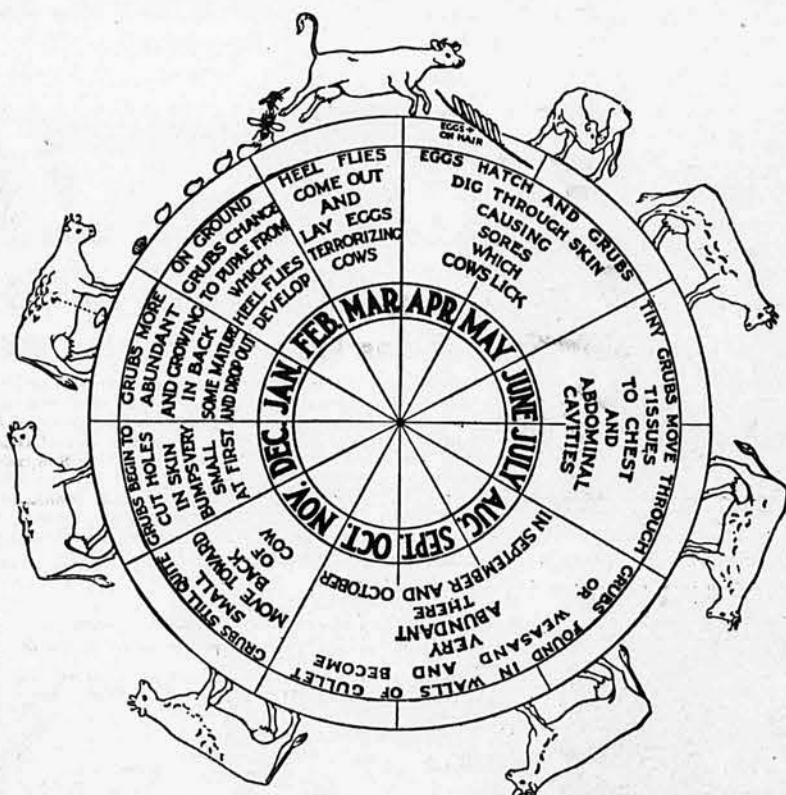 EGGS →
ON HAIR
HEEL FLIES
COME OUT
AND
LAY EGGS
TERRORIZING
COWS
EGGS HATCH AND GRUBS
DIG THROUGH SKIN
CAUSING
SORES
WHICH
COWS LICK
TINY GRUBS MOVE THROUGH
TISSUES
TO CHEST
AND
ABDOMINAL
CAVITIES
GRUBS FOUND IN WALLS OF GULLET
OR WEASAND AND BECOME
VERY
ABUNDANT
THERE
IN SEPTEMBER AND OCTOBER
GRUBS STILL QUITE
SMALL
MOVE TOWARD
BACK
OF
COW
GRUBS BEGIN TO
CUT HOLES
IN SKIN
BUMPS VERY
SMALL
AT FIRST
GRUBS MORE
ABUNDANT
AND GROWING
IN BACK
SOME MATURE
AND DROP OUT
ON GROUND
GRUBS CHANGE
TO PUPAE FROM
WHICH
HEEL FLIES
DEVELOP
JAN.
FEB.
MAR.
APR.
MAY
JUNE
JULY
AUG.
SEPT.
OCT.
NOV.
DEC.